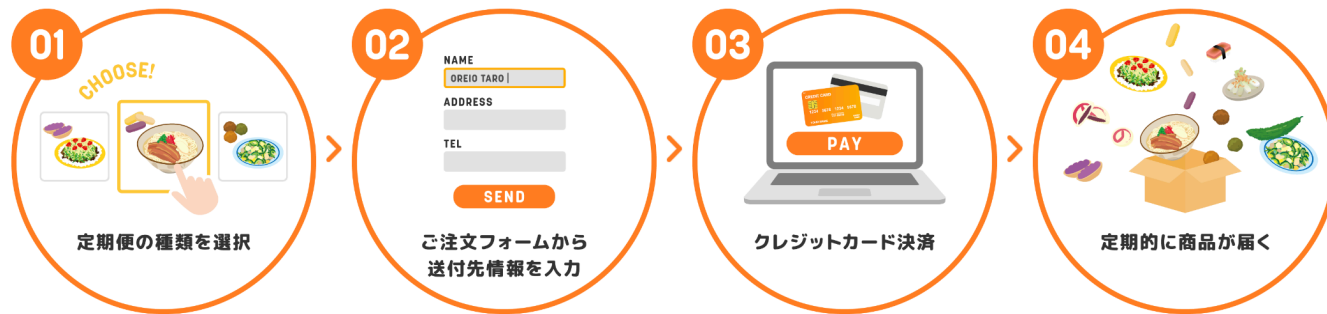 01
CHOOSE!
定期便の種類を選択
02
NAME
OREIO TARO
ADDRESS
TEL
SEND
ご注文フォームから
送付先情報を入力
03
PAY
クレジットカード決済
04
定期的に商品が届く